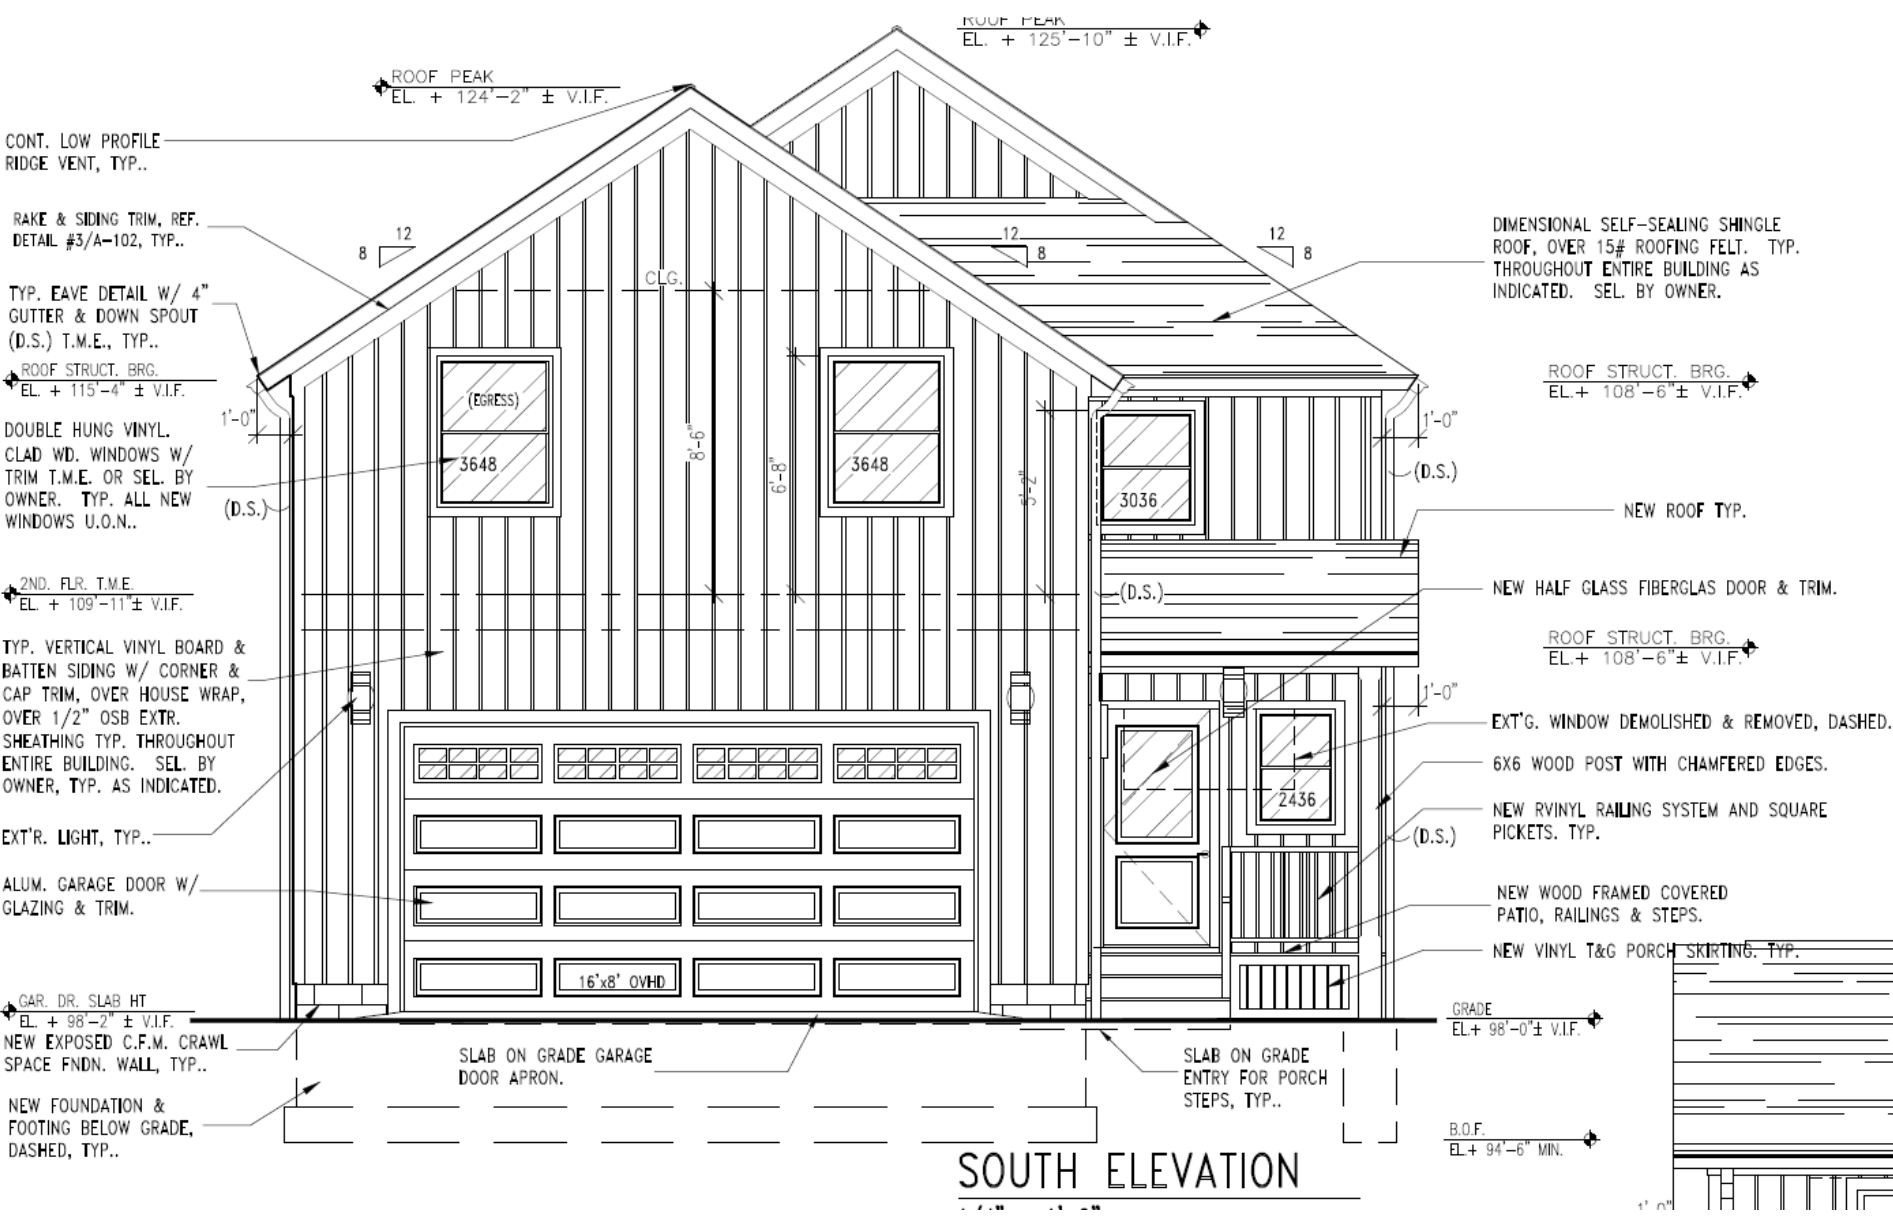 ROOF PEAK
EL. + 125'-10" ± V.I.F.
ROOF PEAK
EL. + 124'-2" ± V.I.F.
CONT. LOW PROFILE
RIDGE VENT, TYP..
RAKE & SIDING TRIM, REF.
DETAIL #3/A-102, TYP..
12
8
12
8
12
8
DIMENSIONAL SELF-SEALING SHINGLE
ROOF, OVER 15# ROOFING FELT. TYP.
THROUGHOUT ENTIRE BUILDING AS
INDICATED. SEL. BY OWNER.
CLG.
TYP. EAVE DETAIL W/ 4"
GUTTER & DOWN SPOUT
(D.S.) T.M.E., TYP..
ROOF STRUCT. BRG.
EL. + 115'-4" ± V.I.F.
ROOF STRUCT. BRG.
EL.+ 108'-6"± V.I.F.
1'-0"
(EGRESS)
1'-0"
DOUBLE HUNG VINYL.
CLAD WD. WINDOWS W/
TRIM T.M.E. OR SEL. BY
OWNER. TYP. ALL NEW
WINDOWS U.O.N..
(D.S.)
3648
8'-6"
6'-8"
3648
5'-2"
3036
(D.S.)
NEW ROOF TYP.
2ND. FLR. T.M.E.
EL. + 109'-11"± V.I.F.
(D.S.)
NEW HALF GLASS FIBERGLAS DOOR & TRIM.
TYP. VERTICAL VINYL BOARD &
BATTEN SIDING W/ CORNER &
CAP TRIM, OVER HOUSE WRAP,
OVER 1/2" OSB EXTR.
SHEATHING TYP. THROUGHOUT
ENTIRE BUILDING. SEL. BY
OWNER, TYP. AS INDICATED.
ROOF STRUCT. BRG.
EL.+ 108'-6"± V.I.F.
1'-0"
EXT'G. WINDOW DEMOLISHED & REMOVED, DASHED.
6X6 WOOD POST WITH CHAMFERED EDGES.
2436
NEW RVINYL RAILING SYSTEM AND SQUARE
PICKETS. TYP.
(D.S.)
EXT'R. LIGHT, TYP..
ALUM. GARAGE DOOR W/
GLAZING & TRIM.
NEW WOOD FRAMED COVERED
PATIO, RAILINGS & STEPS.
NEW VINYL T&G PORCH SKIRTING. TYP.
16'x8' OVHD
GAR. DR. SLAB HT
EL. + 98'-2" ± V.I.F.
GRADE
EL.+ 98'-0"± V.I.F.
NEW EXPOSED C.F.M. CRAWL
SPACE FNDN. WALL, TYP..
SLAB ON GRADE GARAGE
DOOR APRON.
SLAB ON GRADE
ENTRY FOR PORCH
STEPS, TYP..
NEW FOUNDATION &
FOOTING BELOW GRADE,
DASHED, TYP..
B.O.F.
EL.+ 94'-6" MIN.
SOUTH ELEVATION
1'-0"